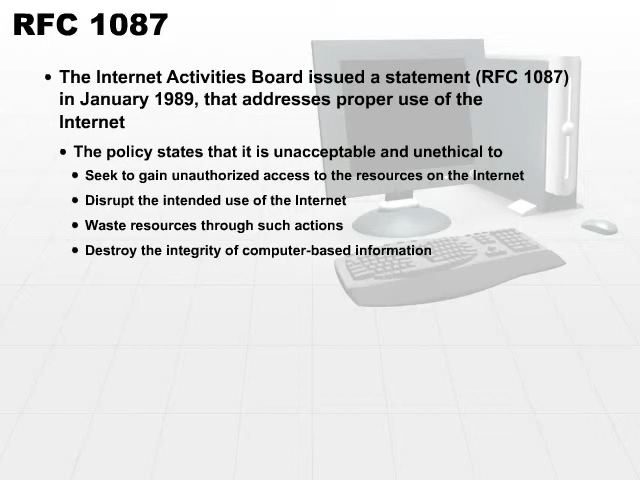 RFC 1087
• The Internet Activities Board issued a statement (RFC 1087)
in January 1989, that addresses proper use of the
Internet
• The policy states that it is unacceptable and unethical to
• Seek to gain unauthorized access to the resources on the Internet
• Disrupt the intended use of the Internet
• Waste resources through such actions
• Destroy the integrity of computer-based information